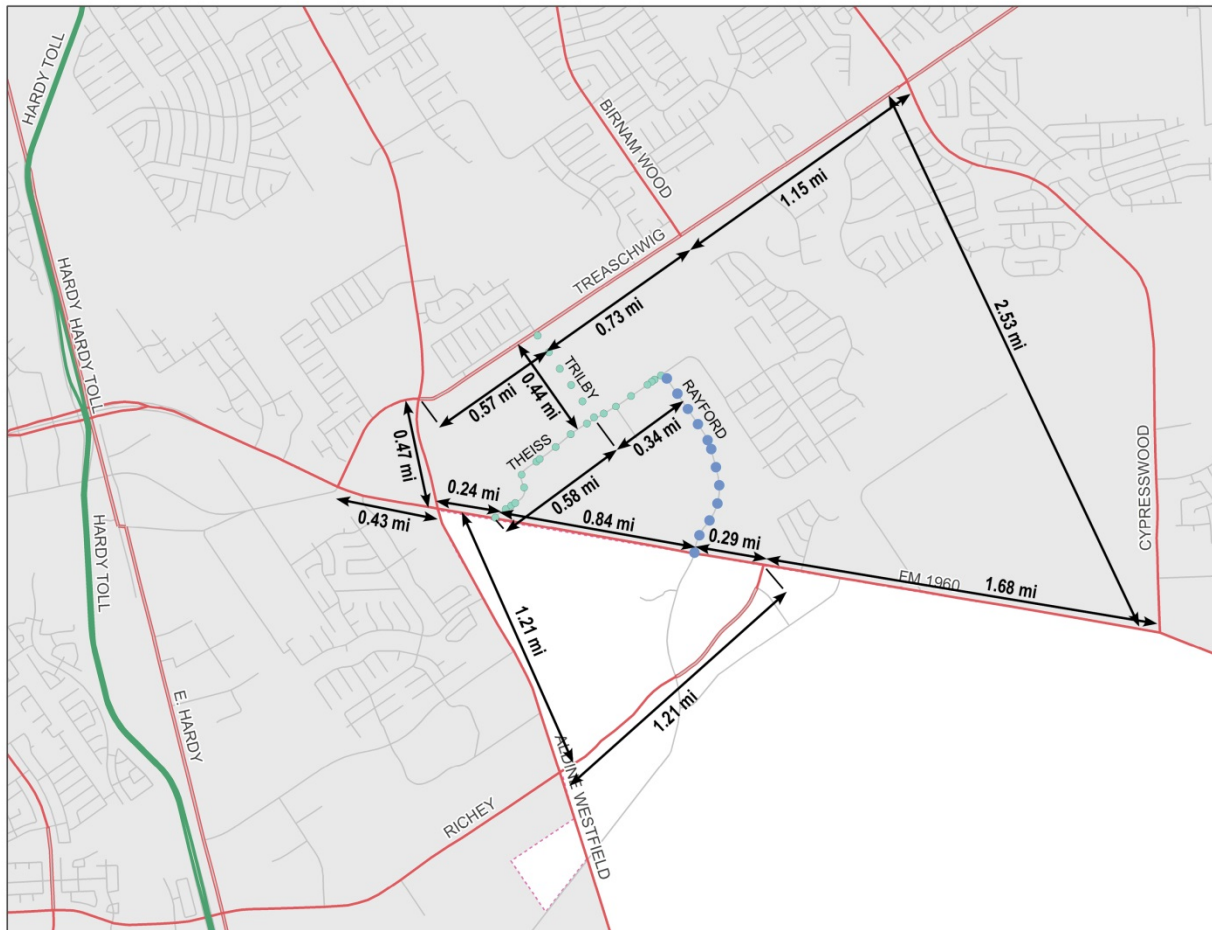 HARDY TOLL
BIRNAM WOOD
1.15 mi
TREASCHWIG
HARDY HARDY TOLL
0.73 mi
2.53 mi
TRILBY
0.57 mi
0.44 mi
RAYFORD
0.47 mi
THEISS
0.34 mi
0.24 mi
0.58 mi
0.43 mi
0.84 mi
0.29 mi
CYPRESSWOOD
HARDY TOLL
FM 1960
1.68 mi
1.21 mi
1.21 mi
E. HARDY
ALDINE WESTFIELD
RICHEY